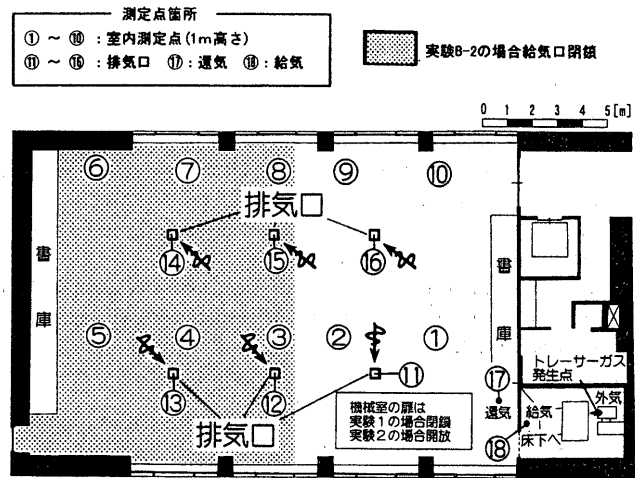 測定点箇所
① ～ ⑩ : 室内測定点(1m高さ)
⑪ ～ ⑯ : 排気口 ⑰ : 還気 ⑱ : 給気
実験B-2の場合給気口閉鎖
0 1 2 3 4 5[m]
⑥ ⑦ ⑧ ⑨ ⑩
排気口
⑭ ⑮ ⑯
書庫
書庫
⑤ ④ ③ ② ①
⑬ ⑫ ⑪
排気口
機械室の扉は
実験１の場合閉鎖
実験２の場合開放
トレーサーガス
発生点
⑰
還気
給気
床下へ
外気
⑱